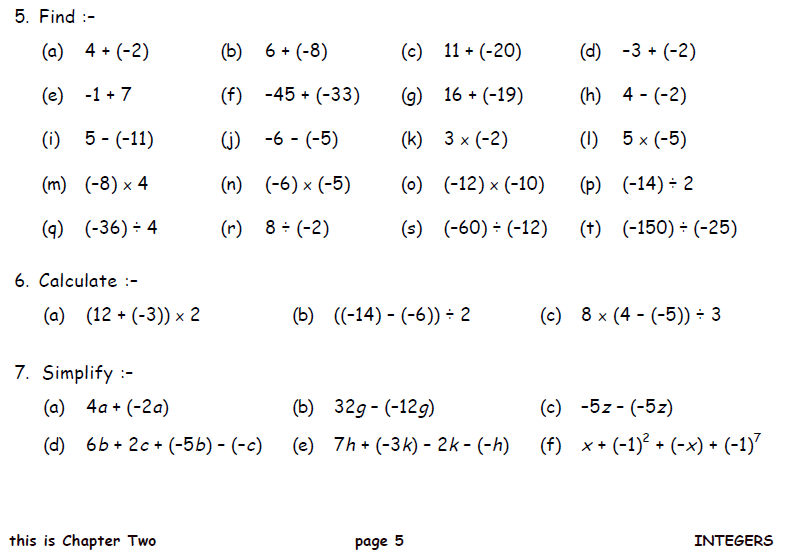 5. Find :-
(a) 4 + (-2) (b) 6 + (-8) (c) 11 + (-20) (d) -3 + (-2)
(e) -1 + 7 (f) -45 + (-33) (g) 16 + (-19) (h) 4 - (-2)
(i) 5 - (-11) (j) -6 - (-5) (k) 3 × (-2) (l) 5 × (-5)
(m) (-8) × 4 (n) (-6) × (-5) (o) (-12) × (-10) (p) (-14) ÷ 2
(q) (-36) ÷ 4 (r) 8 ÷ (-2) (s) (-60) ÷ (-12) (t) (-150) ÷ (-25)
6. Calculate :-
(a) (12 + (-3)) × 2 (b) ((-14) - (-6)) ÷ 2 (c) 8 × (4 - (-5)) ÷ 3
7. Simplify :-
(a) 4a + (-2a) (b) 32g - (-12g) (c) -5z - (-5z)
(d) 6b + 2c + (-5b) - (-c) (e) 7h + (-3k) - 2k - (-h) (f) x + (-1)² + (-x) + (-1)⁷
this is Chapter Two page 5 INTEGERS